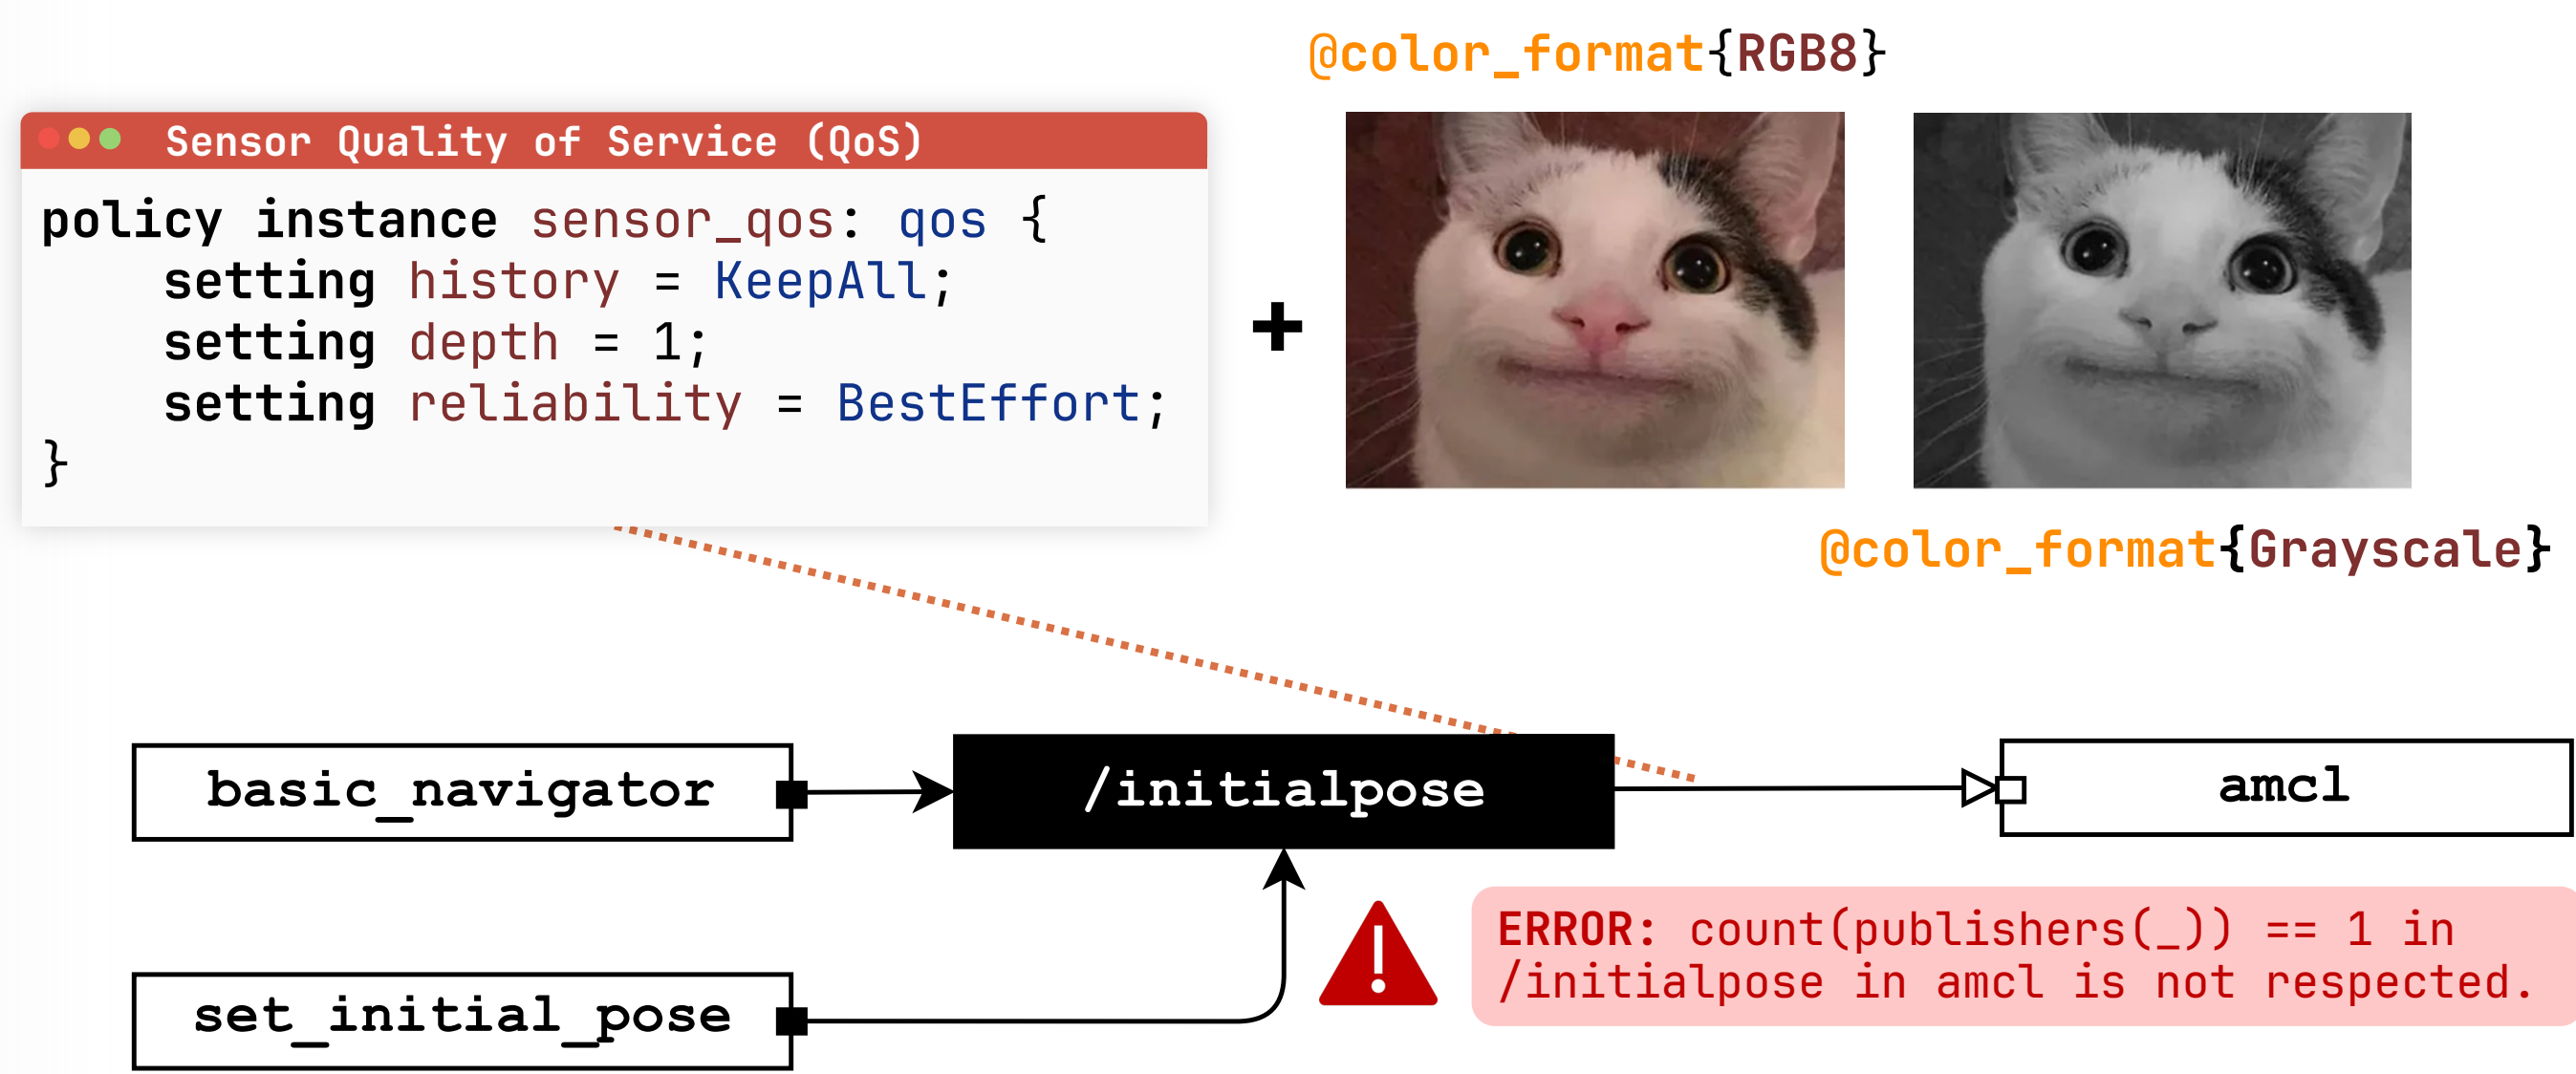 @color_format{RGB8}
Sensor Quality of Service (QoS)
policy instance sensor_qos: qos {
    setting history = KeepAll;
    setting depth = 1;
    setting reliability = BestEffort;
}
+
@color_format{Grayscale}
basic_navigator
/initialpose
amcl
set_initial_pose
ERROR: count(publishers(_)) == 1 in
/initialpose in amcl is not respected.